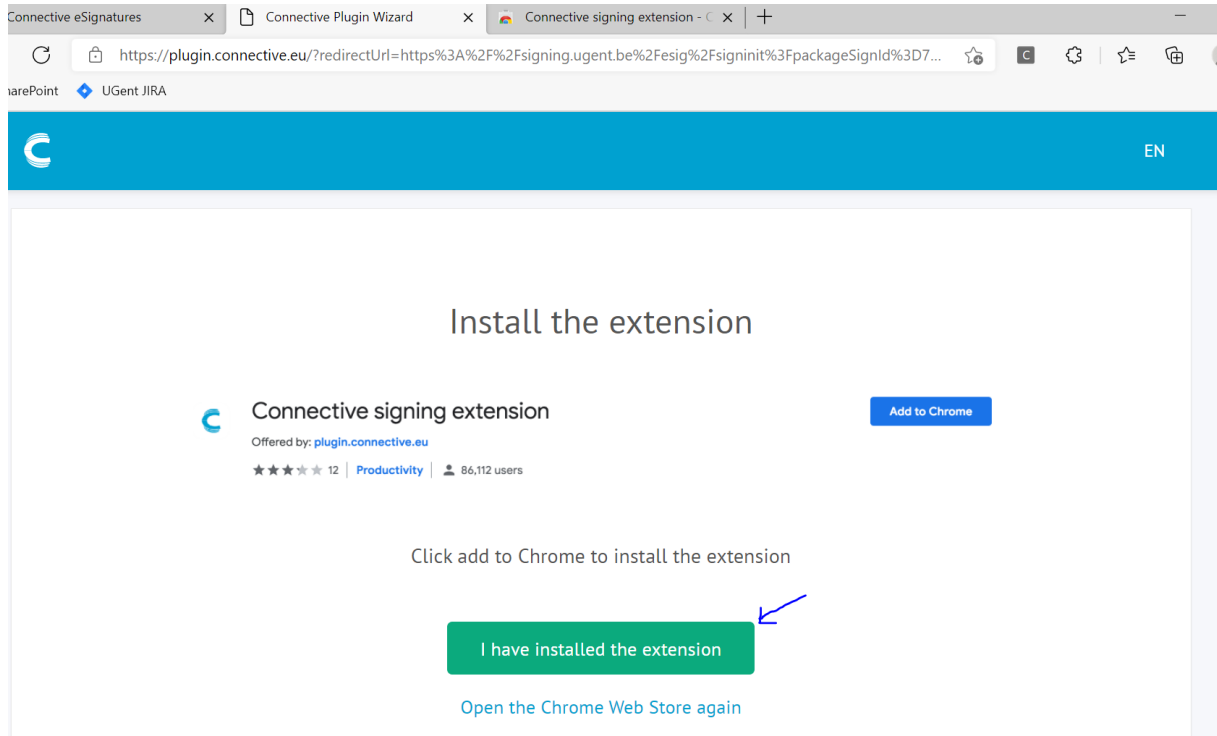 Connective eSignatures
Connective Plugin Wizard
Connective signing extension - C
https://plugin.connective.eu/?redirectUrl=https%3A%2F%2Fsigning.ugent.be%2Fesig%2Fsigninit%3FpackageSignId%3D7...
C
harePoint
UGent JIRA
EN
Install the extension
Connective signing extension
Add to Chrome
Offered by: plugin.connective.eu
12 Productivity 86,112 users
Click add to Chrome to install the extension
I have installed the extension
Open the Chrome Web Store again